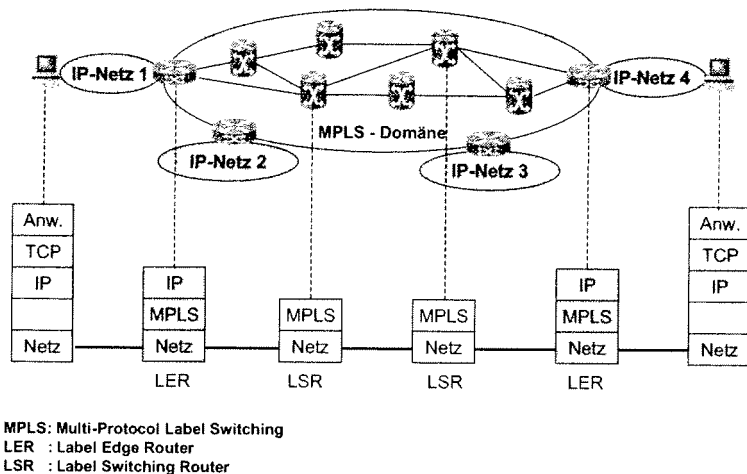 IP-Netz 1
IP-Netz 4
MPLS - Domäne
IP-Netz 2
IP-Netz 3
Anw.
TCP
IP
Netz
IP
MPLS
Netz
LER
MPLS
Netz
LSR
MPLS
Netz
LSR
IP
MPLS
Netz
LER
Anw.
TCP
IP
Netz
MPLS: Multi-Protocol Label Switching
LER : Label Edge Router
LSR : Label Switching Router